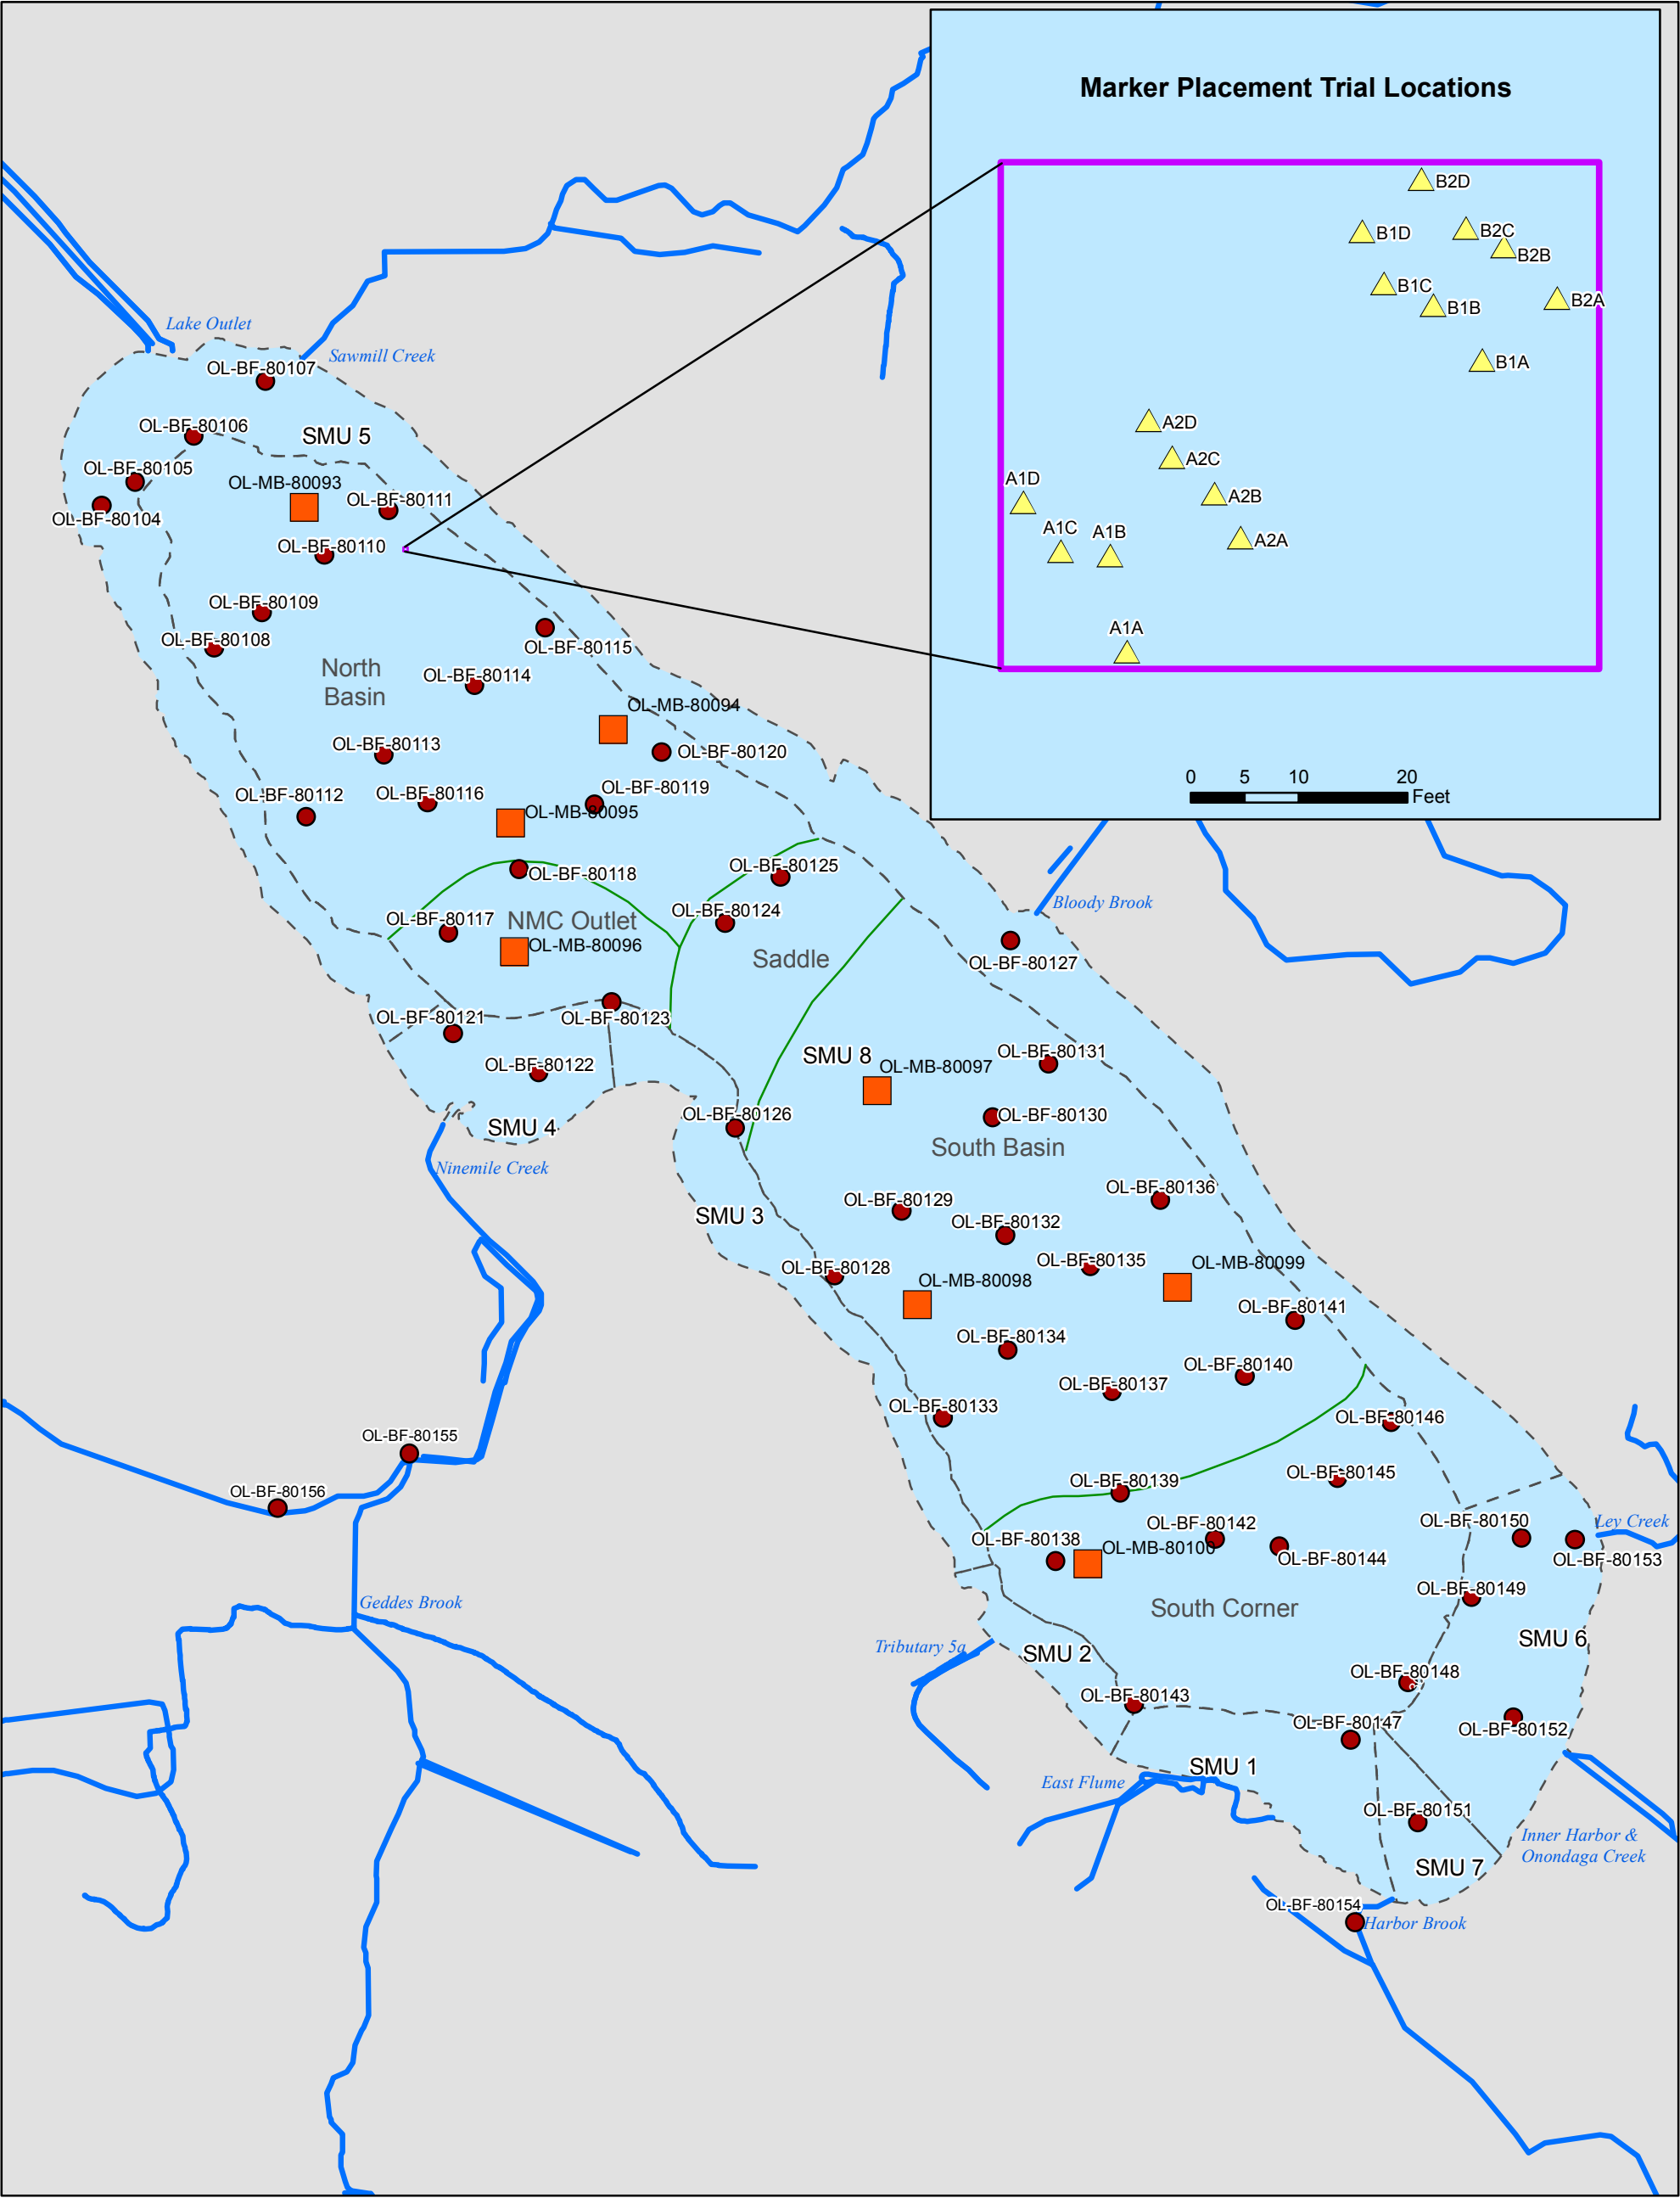 Marker Placement Trial Locations
B2D
B1D
B2C
B2B
B1C
B2A
B1B
B1A
A2D
A2C
A1D
A2B
A1C
A1B
A2A
A1A
0 5 10 20
Feet
Lake Outlet
Sawmill Creek
OL-BF-80107
OL-BF-80106
SMU 5
OL-BF-80105
OL-MB-80093
OL-BF-80111
OL-BF-80104
OL-BF-80110
OL-BF-80109
OL-BF-80108
OL-BF-80115
North
Basin
OL-BF-80114
OL-MB-80094
OL-BF-80113
OL-BF-80120
OL-BF-80112
OL-BF-80116
OL-BF-80119
OL-MB-80095
OL-BF-80125
OL-BF-80118
Bloody Brook
OL-BF-80117
NMC Outlet
OL-BF-80124
OL-MB-80096
Saddle
OL-BF-80127
OL-BF-80121
OL-BF-80123
OL-BF-80131
SMU 8
OL-BF-80122
OL-MB-80097
OL-BF-80126
OL-BF-80130
SMU 4
South Basin
Ninemile Creek
OL-BF-80136
OL-BF-80129
SMU 3
OL-BF-80132
OL-BF-80128
OL-BF-80135
OL-MB-80099
OL-MB-80098
OL-BF-80141
OL-BF-80134
OL-BF-80140
OL-BF-80137
OL-BF-80133
OL-BF-80146
OL-BF-80155
OL-BF-80139
OL-BF-80145
OL-BF-80156
OL-BF-80142
OL-BF-80150
Ley Creek
OL-BF-80138
OL-MB-80100
OL-BF-80144
OL-BF-80153
OL-BF-80149
Geddes Brook
South Corner
SMU 6
Tributary 5a
SMU 2
OL-BF-80148
OL-BF-80143
OL-BF-80147
OL-BF-80152
SMU 1
East Flume
OL-BF-80151
Inner Harbor &
Onondaga Creek
SMU 7
OL-BF-80154
Harbor Brook